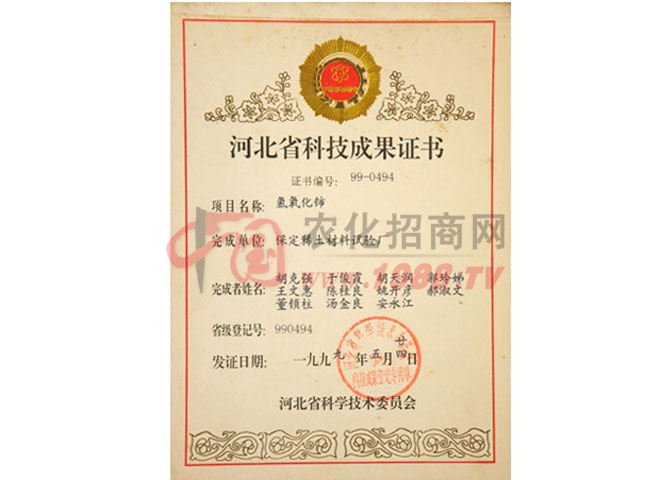 河北省科技成果证书
证书编号: 99-0494
项目名称: 氢氧化铈
完成单位: 保定稀土材料试验厂
农化招商网
www.1988.TV
完成者姓名: 胡克强 于俊霞 胡天润 郭玲娣
王文惠 陈桂良 姚开彦 郝淑文
董锁柱 汤金良 安永江
省级登记号: 990494
发证日期: 一九九九年五月廿四日
河北省科学技术委员会